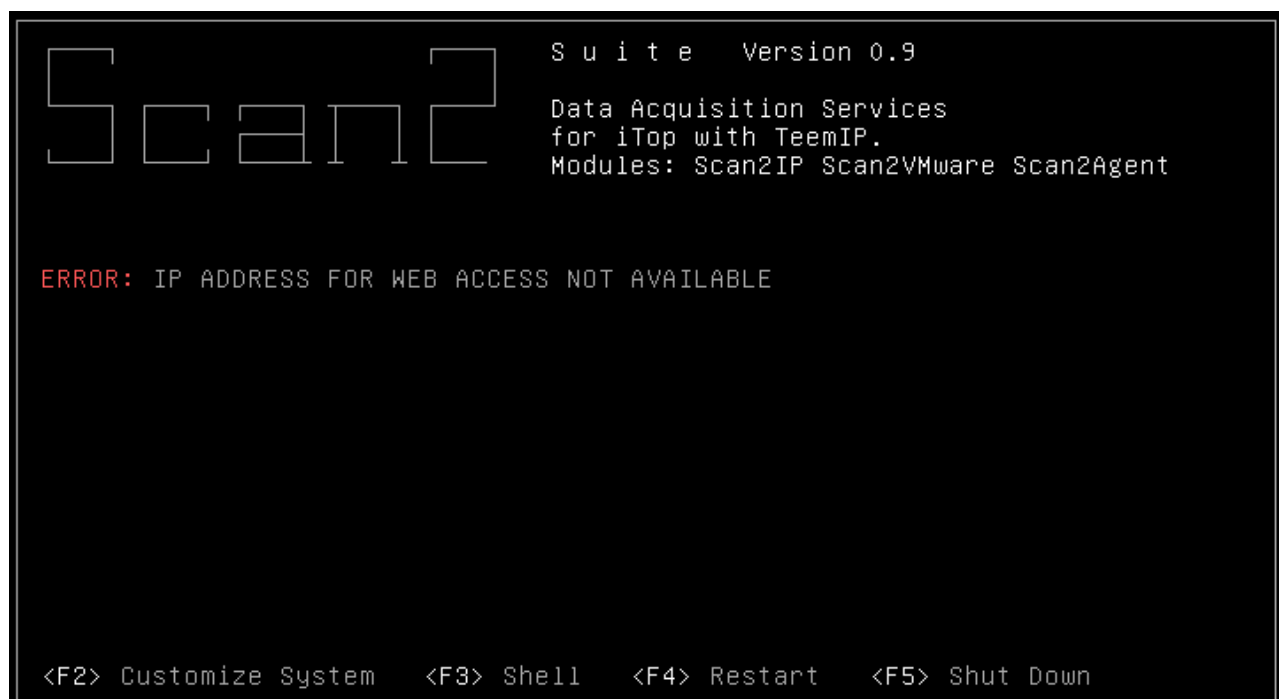 Scan2
S u i t e Version 0.9
Data Acquisition Services
for iTop with TeemIP.
Modules: Scan2IP Scan2VMware Scan2Agent
ERROR: IP ADDRESS FOR WEB ACCESS NOT AVAILABLE
<F2> Customize System <F3> Shell <F4> Restart <F5> Shut Down